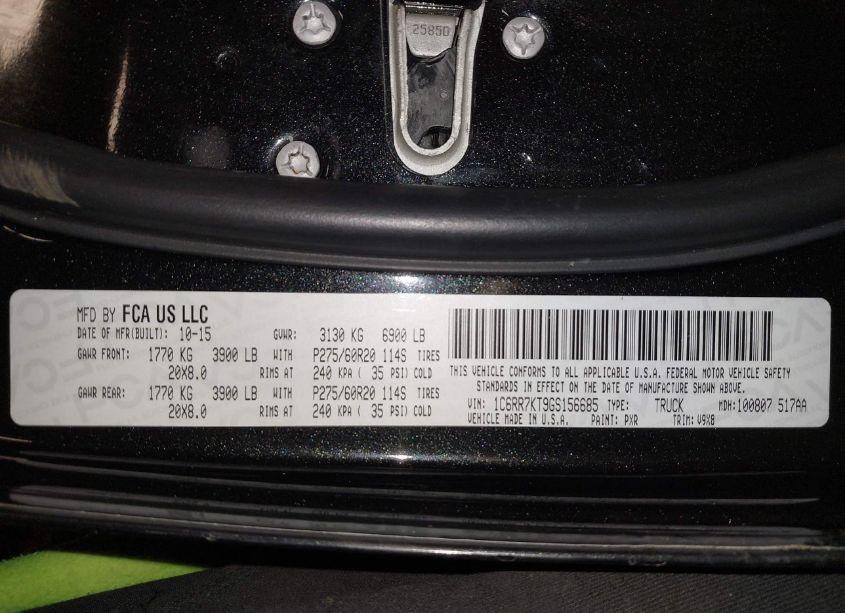 25850
MFD BY FCA US LLC
DATE OF MFR(BUILT): 10-15 GVWR: 3130 KG 6900 LB
GAWR FRONT: 1770 KG 3900 LB WITH P275/60R20 114S TIRES
20X8.0 RIMS AT 240 KPA ( 35 PSI) COLD
GAWR REAR: 1770 KG 3900 LB WITH P275/60R20 114S TIRES
20X8.0 RIMS AT 240 KPA ( 35 PSI) COLD
THIS VEHICLE CONFORMS TO ALL APPLICABLE U.S.A. FEDERAL MOTOR VEHICLE SAFETY
STANDARDS IN EFFECT ON THE DATE OF MANUFACTURE SHOWN ABOVE.
VIN: 1C6RR7KT9GS156685 TYPE: TRUCK MDH: 100807 517AA
VEHICLE MADE IN U.S.A. PAINT: PXR TRIM: V9X8